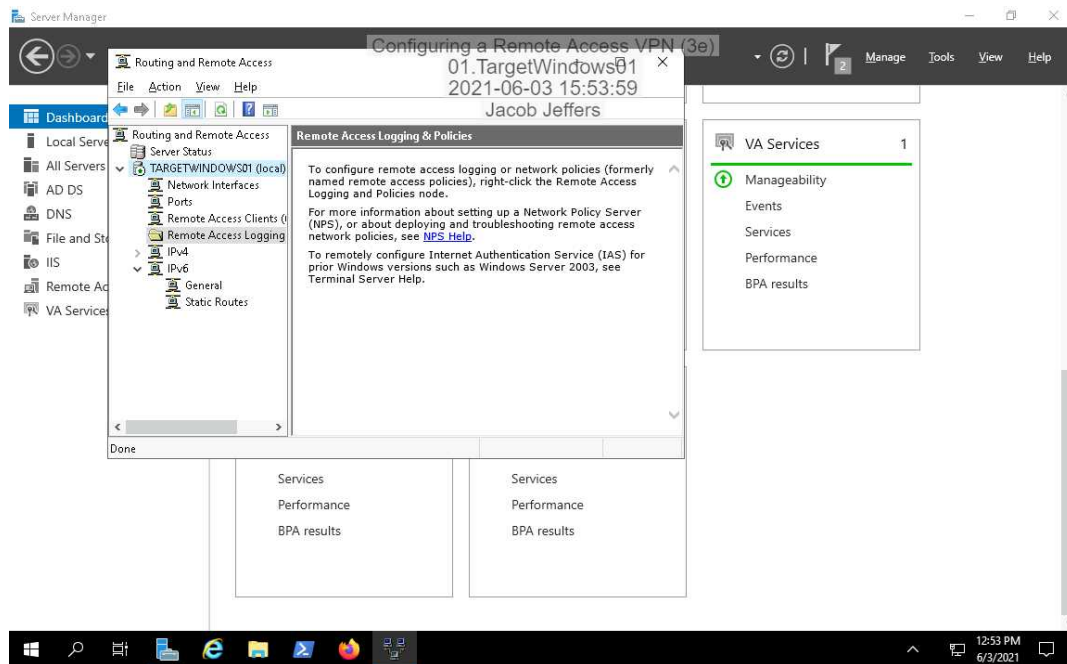 Server Manager
Configuring a Remote Access VPN (3e)
01.TargetWindows01
2021-06-03 15:53:59
Jacob Jeffers
Manage Tools View Help
2
Dashboard
Local Serve
All Servers
AD DS
DNS
File and Sto
IIS
Remote Ac
VA Services
Routing and Remote Access
File Action View Help
Routing and Remote Access
Server Status
TARGETWINDOWS01 (local)
Network Interfaces
Ports
Remote Access Clients (
Remote Access Logging
IPv4
IPv6
General
Static Routes
Remote Access Logging & Policies
To configure remote access logging or network policies (formerly
named remote access policies), right-click the Remote Access
Logging and Policies node.
For more information about setting up a Network Policy Server
(NPS), or about deploying and troubleshooting remote access
network policies, see NPS Help.
To remotely configure Internet Authentication Service (IAS) for
prior Windows versions such as Windows Server 2003, see
Terminal Server Help.
Done
VA Services 1
Manageability
Events
Services
Performance
BPA results
Services
Performance
BPA results
Services
Performance
BPA results
12:53 PM
6/3/2021